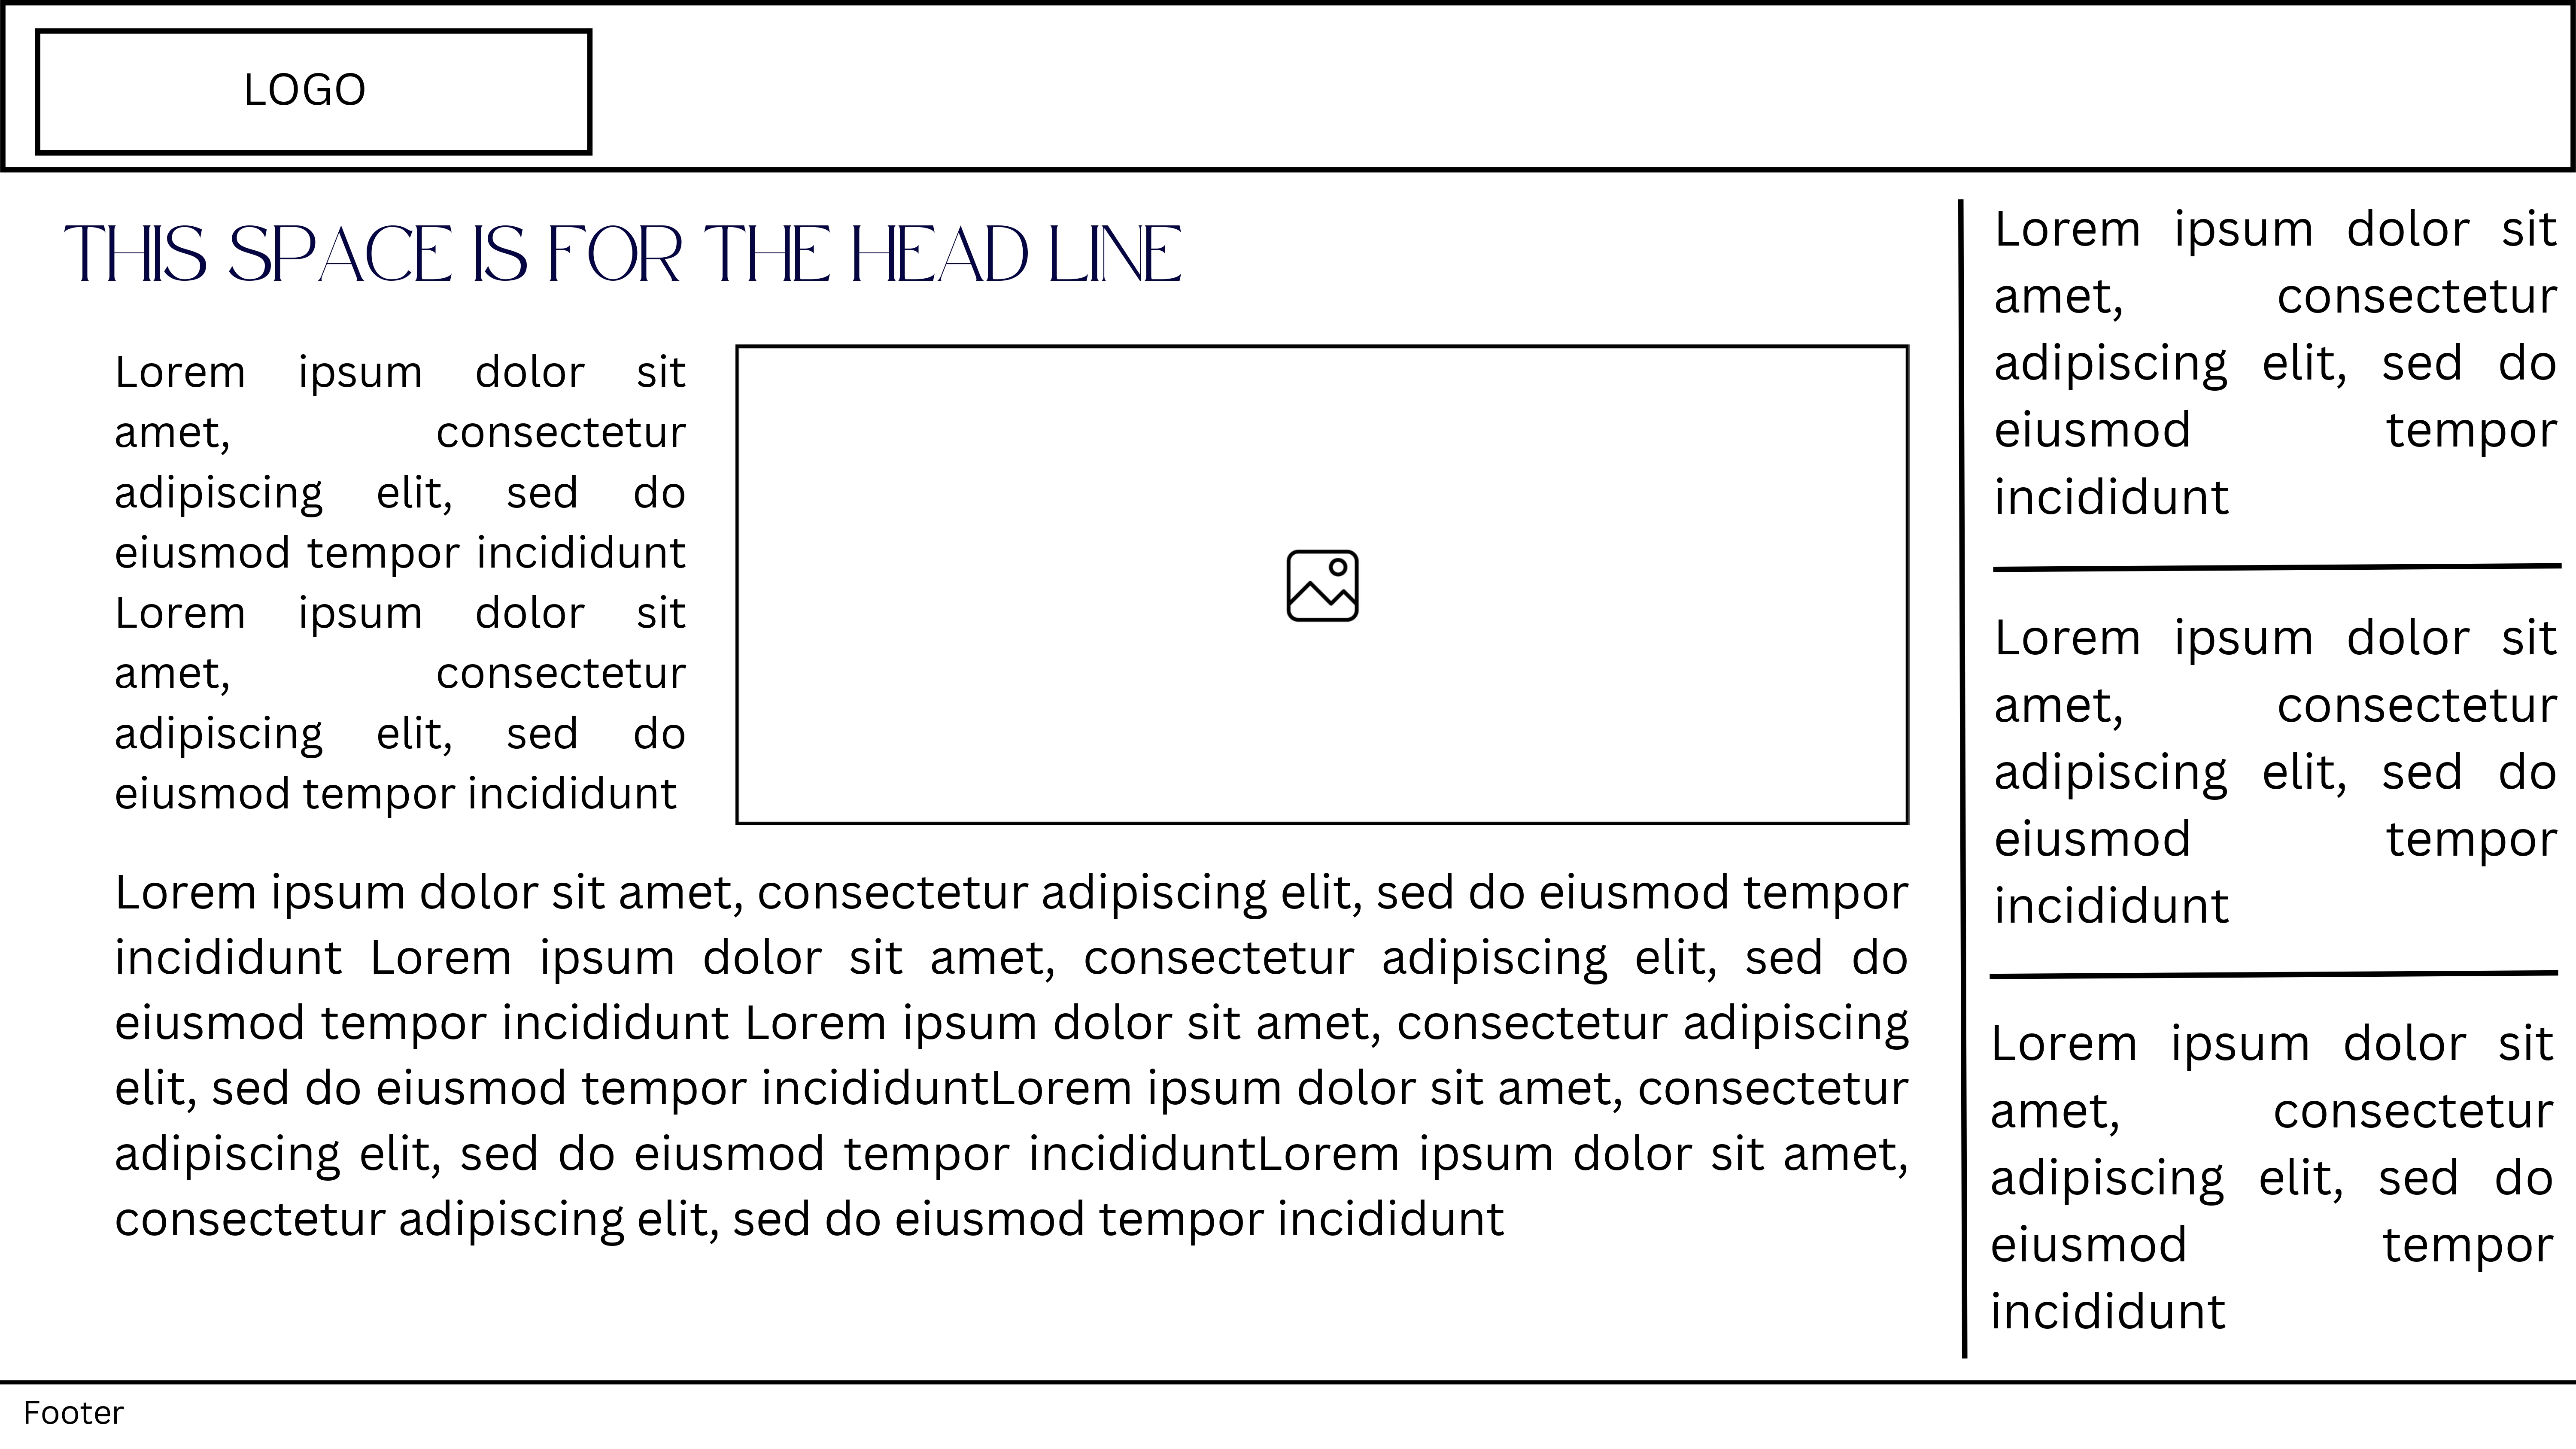 LOGO
THIS SPACE IS FOR THE HEAD LINE
Lorem ipsum dolor sit
amet, consectetur
adipiscing elit, sed do
eiusmod tempor incididunt
Lorem ipsum dolor sit
amet, consectetur
adipiscing elit, sed do
eiusmod tempor incididunt
Lorem ipsum dolor sit amet, consectetur adipiscing elit, sed do eiusmod tempor
incididunt Lorem ipsum dolor sit amet, consectetur adipiscing elit, sed do
eiusmod tempor incididunt Lorem ipsum dolor sit amet, consectetur adipiscing
elit, sed do eiusmod tempor incididuntLorem ipsum dolor sit amet, consectetur
adipiscing elit, sed do eiusmod tempor incididuntLorem ipsum dolor sit amet,
consectetur adipiscing elit, sed do eiusmod tempor incididunt
Lorem ipsum dolor sit
amet, consectetur
adipiscing elit, sed do
eiusmod tempor
incididunt
Lorem ipsum dolor sit
amet, consectetur
adipiscing elit, sed do
eiusmod tempor
incididunt
Lorem ipsum dolor sit
amet, consectetur
adipiscing elit, sed do
eiusmod tempor
incididunt
Footer